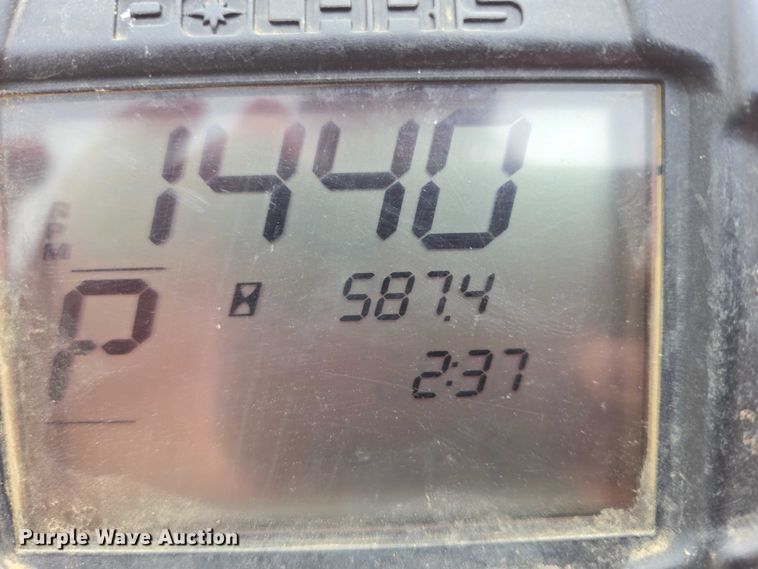 POLARIS
1440
RPM
P
587.4
2:37
Purple Wave Auction